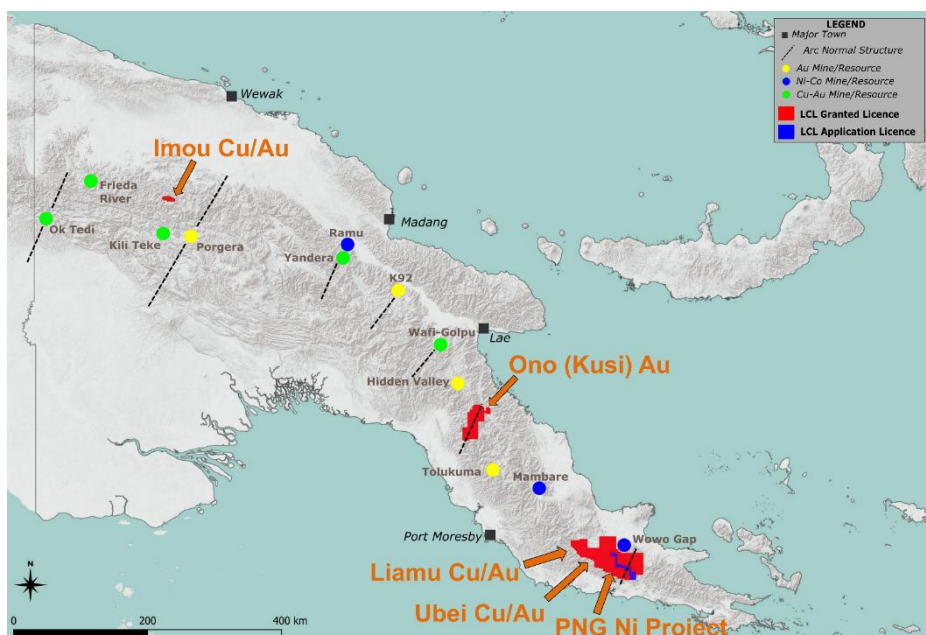 LEGEND
Major Town
Arc Normal Structure
Au Mine/Resource
Ni-Co Mine/Resource
Cu-Au Mine/Resource
LCL Granted Licence
LCL Application Licence
Wewak
Imou Cu/Au
Frieda
River
Ok Tedi
Kili Teke
Porgera
Madang
Ramu
Yandera
K92
Wafi-Golpu
Lae
Hidden Valley
Ono (Kusi) Au
Tolukuma
Mambare
Port Moresby
Wowo Gap
Liamu Cu/Au
Ubei Cu/Au
PNG Ni Project
N
0 200 400 km